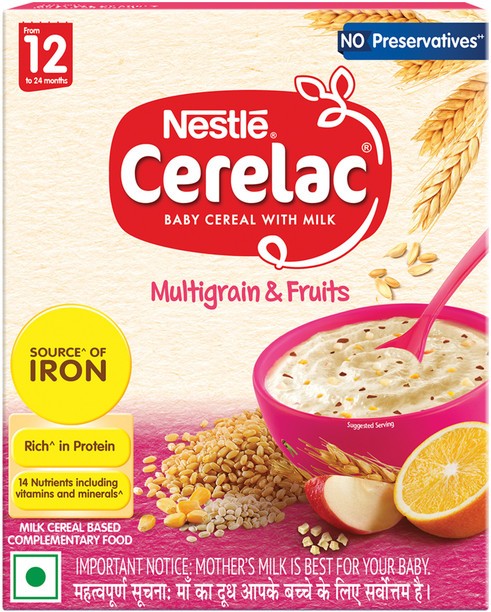 From
12
to 24 months
NO Preservatives⁺⁺
Nestlé®
Cerelac®
BABY CEREAL WITH MILK
Multigrain & Fruits
SOURCE^ OF
IRON
Rich^ in Protein
14 Nutrients including
vitamins and minerals^
Suggested Serving
MILK CEREAL BASED
COMPLEMENTARY FOOD
IMPORTANT NOTICE: MOTHER'S MILK IS BEST FOR YOUR BABY.
महत्वपूर्ण सूचना: माँ का दूध आपके बच्चे के लिए सर्वोत्तम है।